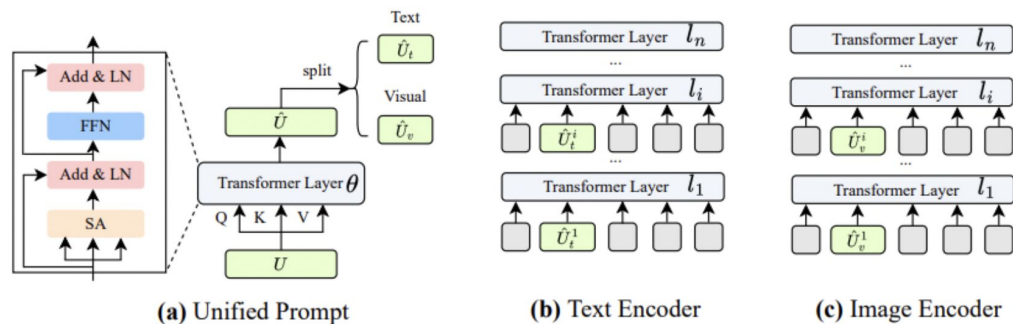 Add & LN
FFN
Add & LN
SA
Text
Û_t
split
Visual
Û_v
Û
Transformer Layer θ
Q K V
U
(a) Unified Prompt
Transformer Layer l_n
...
Transformer Layer l_i
Û_t^i
...
Transformer Layer l_1
Û_t^1
(b) Text Encoder
Transformer Layer l_n
...
Transformer Layer l_i
Û_v^i
...
Transformer Layer l_1
Û_v^1
(c) Image Encoder